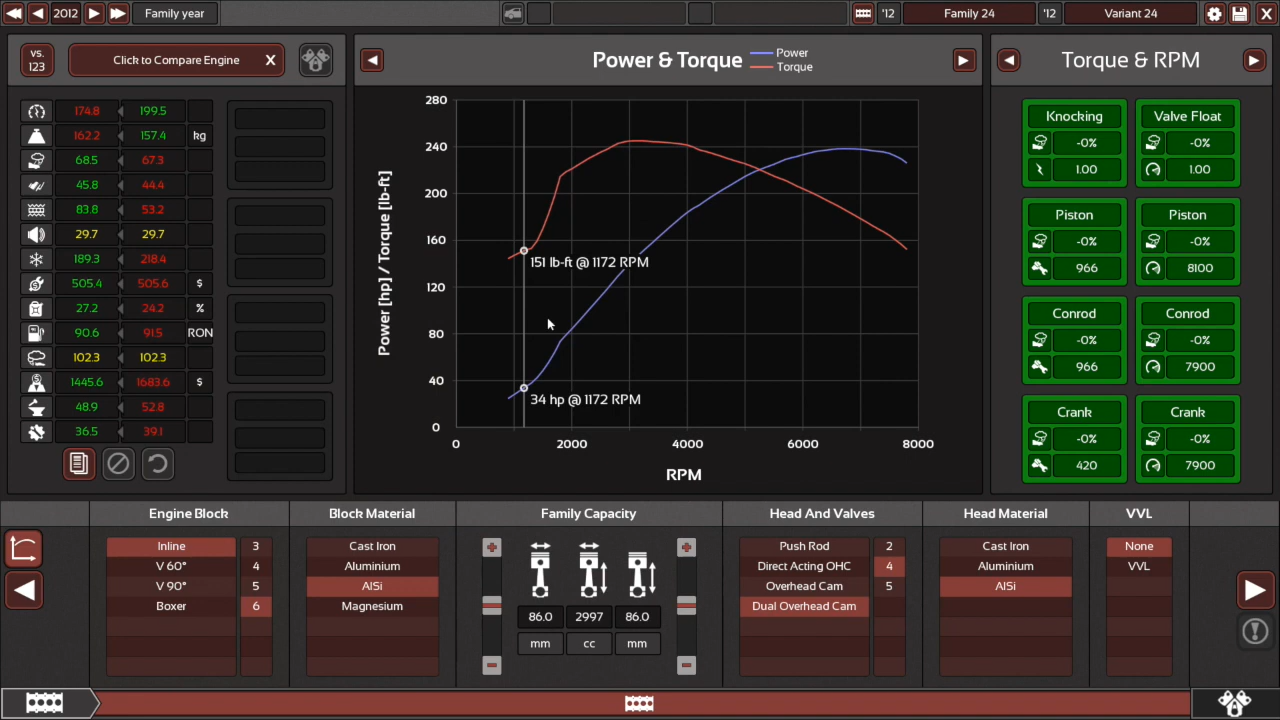 2012 Family year '12 Family 24 '12 Variant 24
vs. 123 Click to Compare Engine X
174.8 199.5
162.2 157.4 kg
68.5 67.3
45.8 44.4
83.8 53.2
29.7 29.7
189.3 218.4
505.4 505.6 $
27.2 24.2 %
90.6 91.5 RON
102.3 102.3
1445.6 1683.6 $
48.9 52.8
36.5 39.1
Power & Torque
Power
Torque
Power [hp] / Torque [lb-ft]
280
240
200
160
120
80
40
0
151 lb-ft @ 1172 RPM
34 hp @ 1172 RPM
0 2000 4000 6000 8000
RPM
Torque & RPM
Knocking Valve Float
-0% -0%
1.00 1.00
Piston Piston
-0% -0%
966 8100
Conrod Conrod
-0% -0%
966 7900
Crank Crank
-0% -0%
420 7900
Engine Block
Inline 3
V 60° 4
V 90° 5
Boxer 6
Block Material
Cast Iron
Aluminium
AlSi
Magnesium
Family Capacity
86.0 2997 86.0
mm cc mm
Head And Valves
Push Rod 2
Direct Acting OHC 4
Overhead Cam 5
Dual Overhead Cam
Head Material
Cast Iron
Aluminium
AlSi
VVL
None
VVL